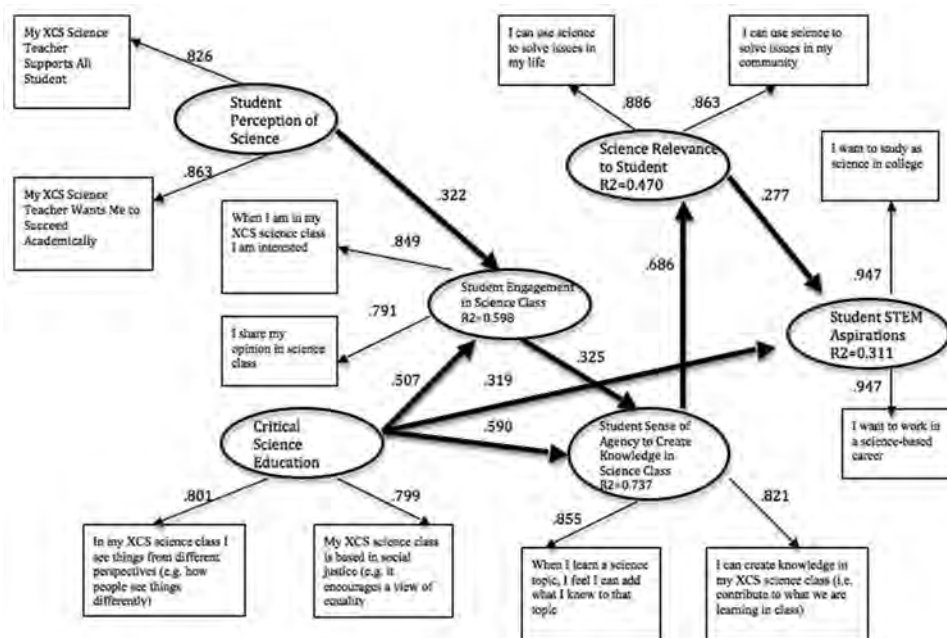 My XCS Science
Teacher
Supports All
Student
.826
Student
Perception of
Science
.863
My XCS Science
Teacher Wants Me to
Succeed
Academically
.322
I can use science
to solve issues in
my life
I can use science to
solve issues in my
community
.886
.863
Science Relevance
to Student
R2=0.470
I want to study as
science in college
.277
When I am in my
XCS science class
I am interested
.849
.686
Student Engagement
in Science Class
R2=0.598
.791
I share my
opinion in science
class
.947
Student STEM
Aspirations
R2=0.311
.325
.507
.319
.947
.590
Critical
Science
Education
Student Sense of
Agency to Create
Knowledge in
Science Class
R2=0.737
I want to work in
a science-based
career
.801
.799
.855
.821
In my XCS science class I
see things from different
perspectives (e.g. how
people see things
differently)
My XCS science class
is based in social
justice (e.g. it
encourages a view of
equality
When I learn a science
topic, I feel I can add
what I know to that
topic
I can create knowledge in
my XCS science class (i.e.
contribute to what we are
learning in class)